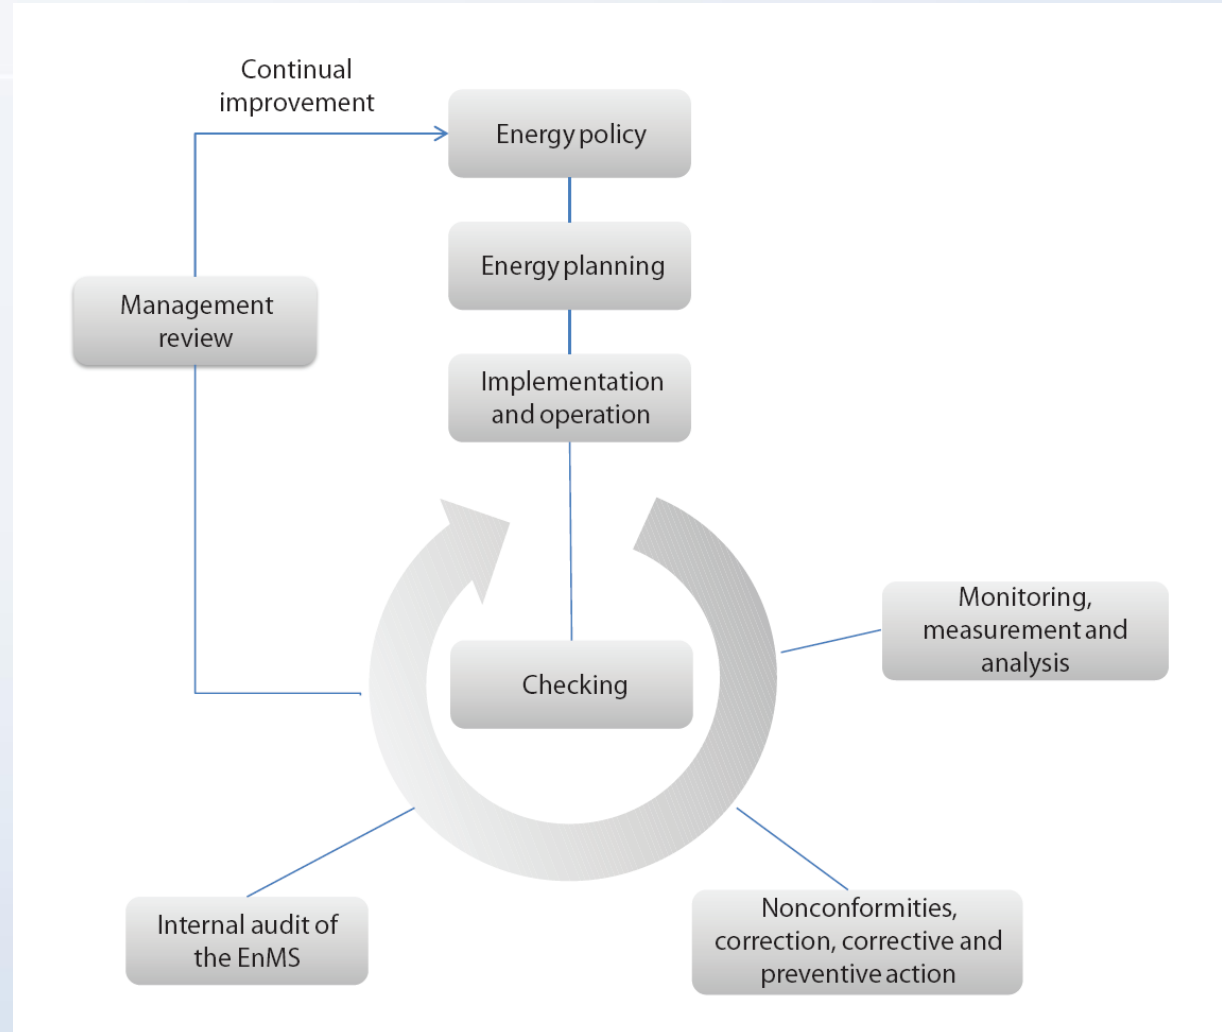 Continual
improvement
Energy policy
Energy planning
Management
review
Implementation
and operation
Monitoring,
measurement and
analysis
Checking
Internal audit of
the EnMS
Nonconformities,
correction, corrective and
preventive action